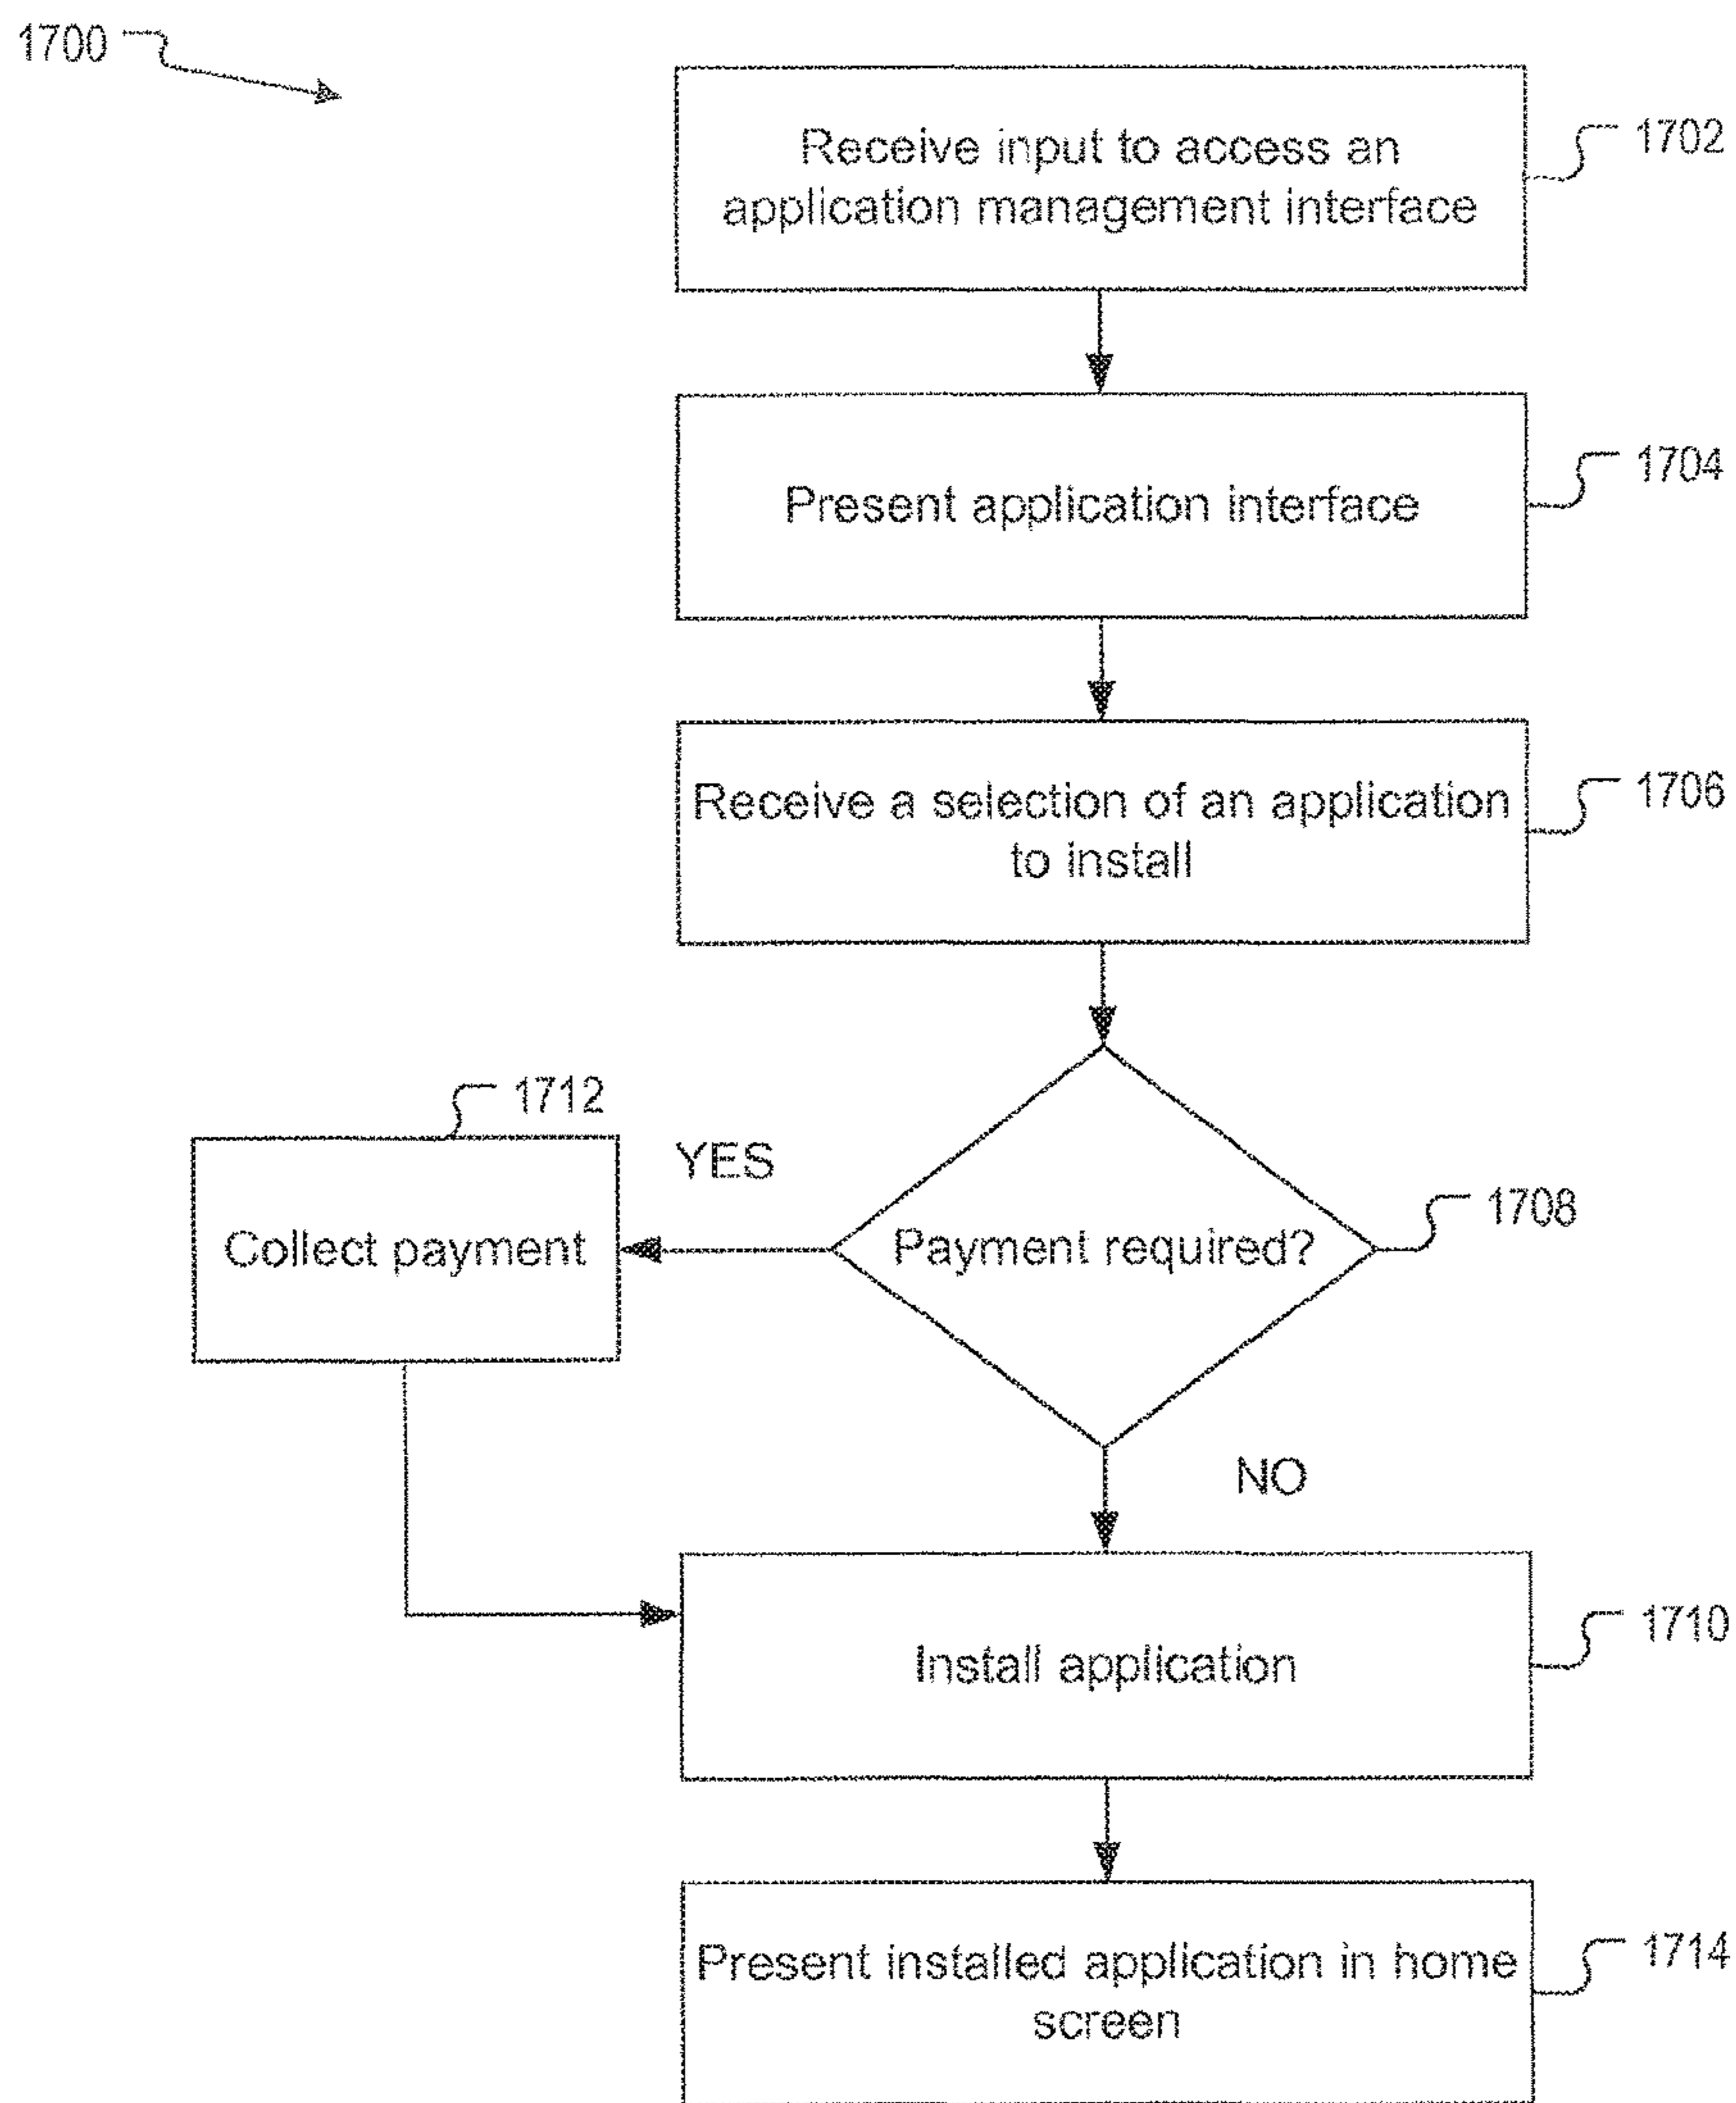 1700
Receive input to access an
application management interface
1702
Present application interface
1704
Receive a selection of an application
to install
1706
1712
YES
Collect payment
Payment required?
1708
NO
Install application
1710
Present installed application in home
screen
1714